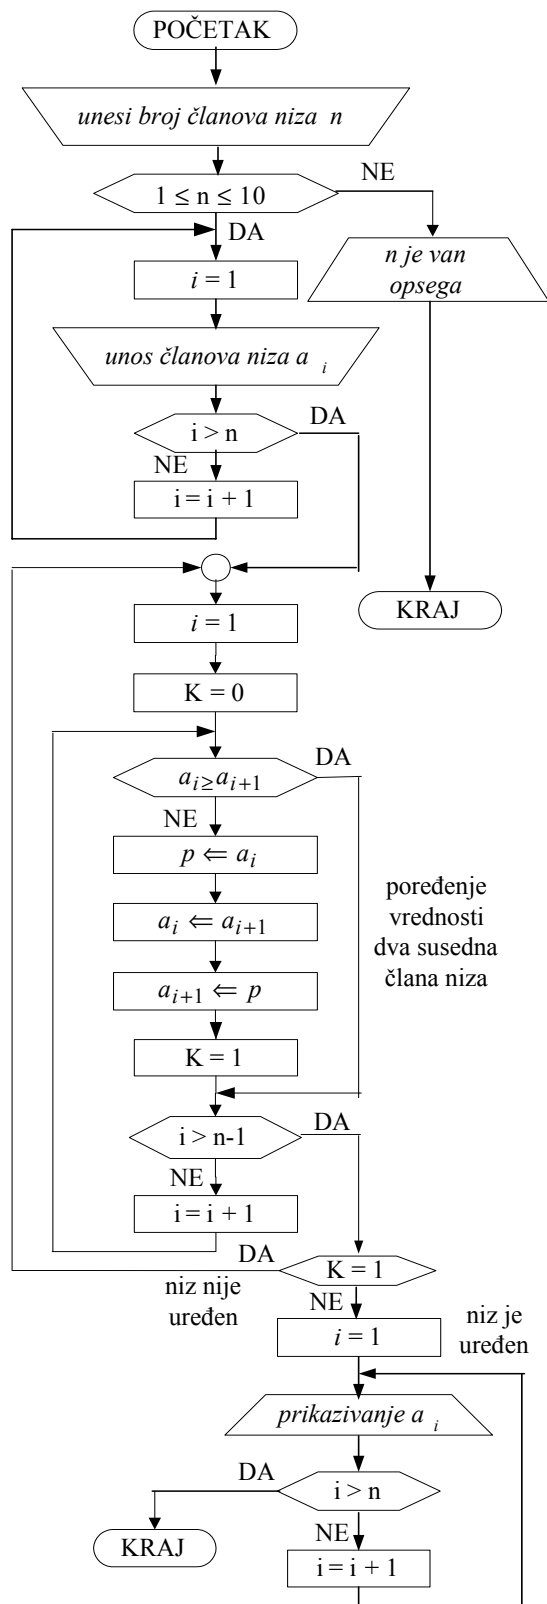 POČETAK
unesi broj članova niza n
1 ≤ n ≤ 10
NE
DA
n je van
opsega
i = 1
unos članova niza a i
i > n
DA
NE
i = i + 1
KRAJ
i = 1
K = 0
a i ≥ a i+1
DA
NE
p ⇐ a i
a i ⇐ a i+1
a i+1 ⇐ p
K = 1
poređenje
vrednosti
dva susedna
člana niza
i > n-1
DA
NE
i = i + 1
DA
K = 1
niz nije
uređen
NE
i = 1
niz je
uređen
prikazivanje a i
DA
i > n
NE
KRAJ
i = i + 1